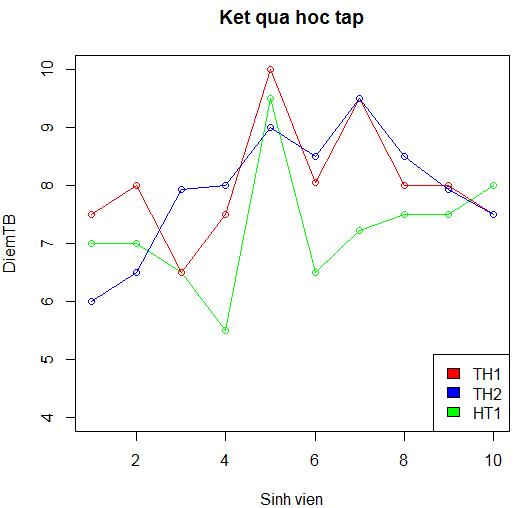 Ket qua hoc tap
DiemTB
10
9
8
7
6
5
4
TH1
TH2
HT1
2 4 6 8 10
Sinh vien